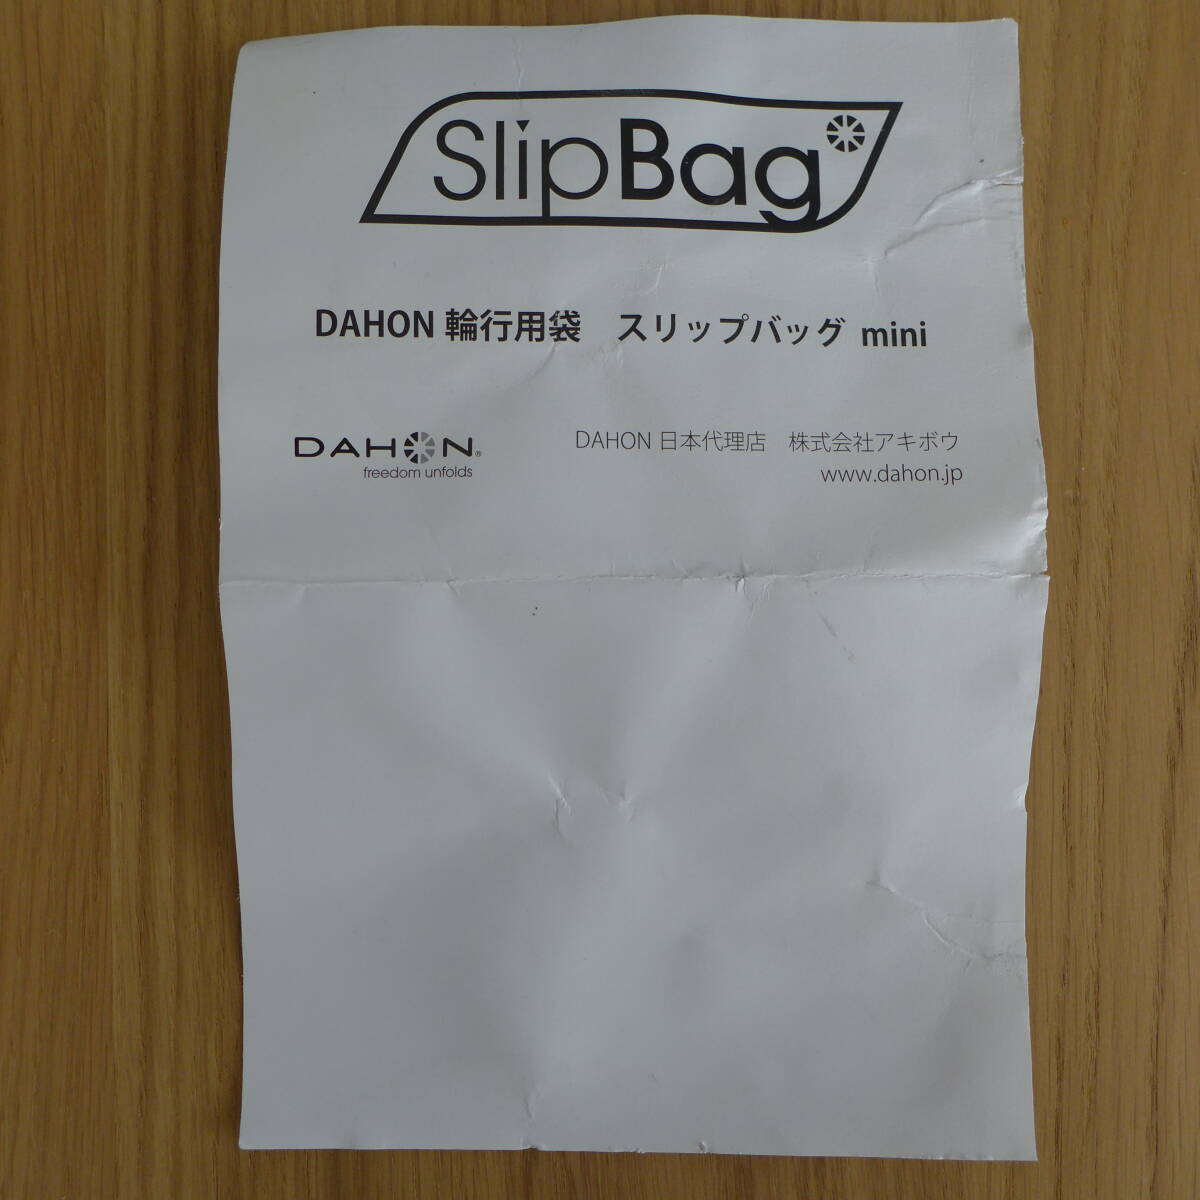 SlipBag
DAHON 輪行用袋　スリップバッグ mini
DAHON®
freedom unfolds
DAHON 日本代理店　株式会社アキボウ
www.dahon.jp